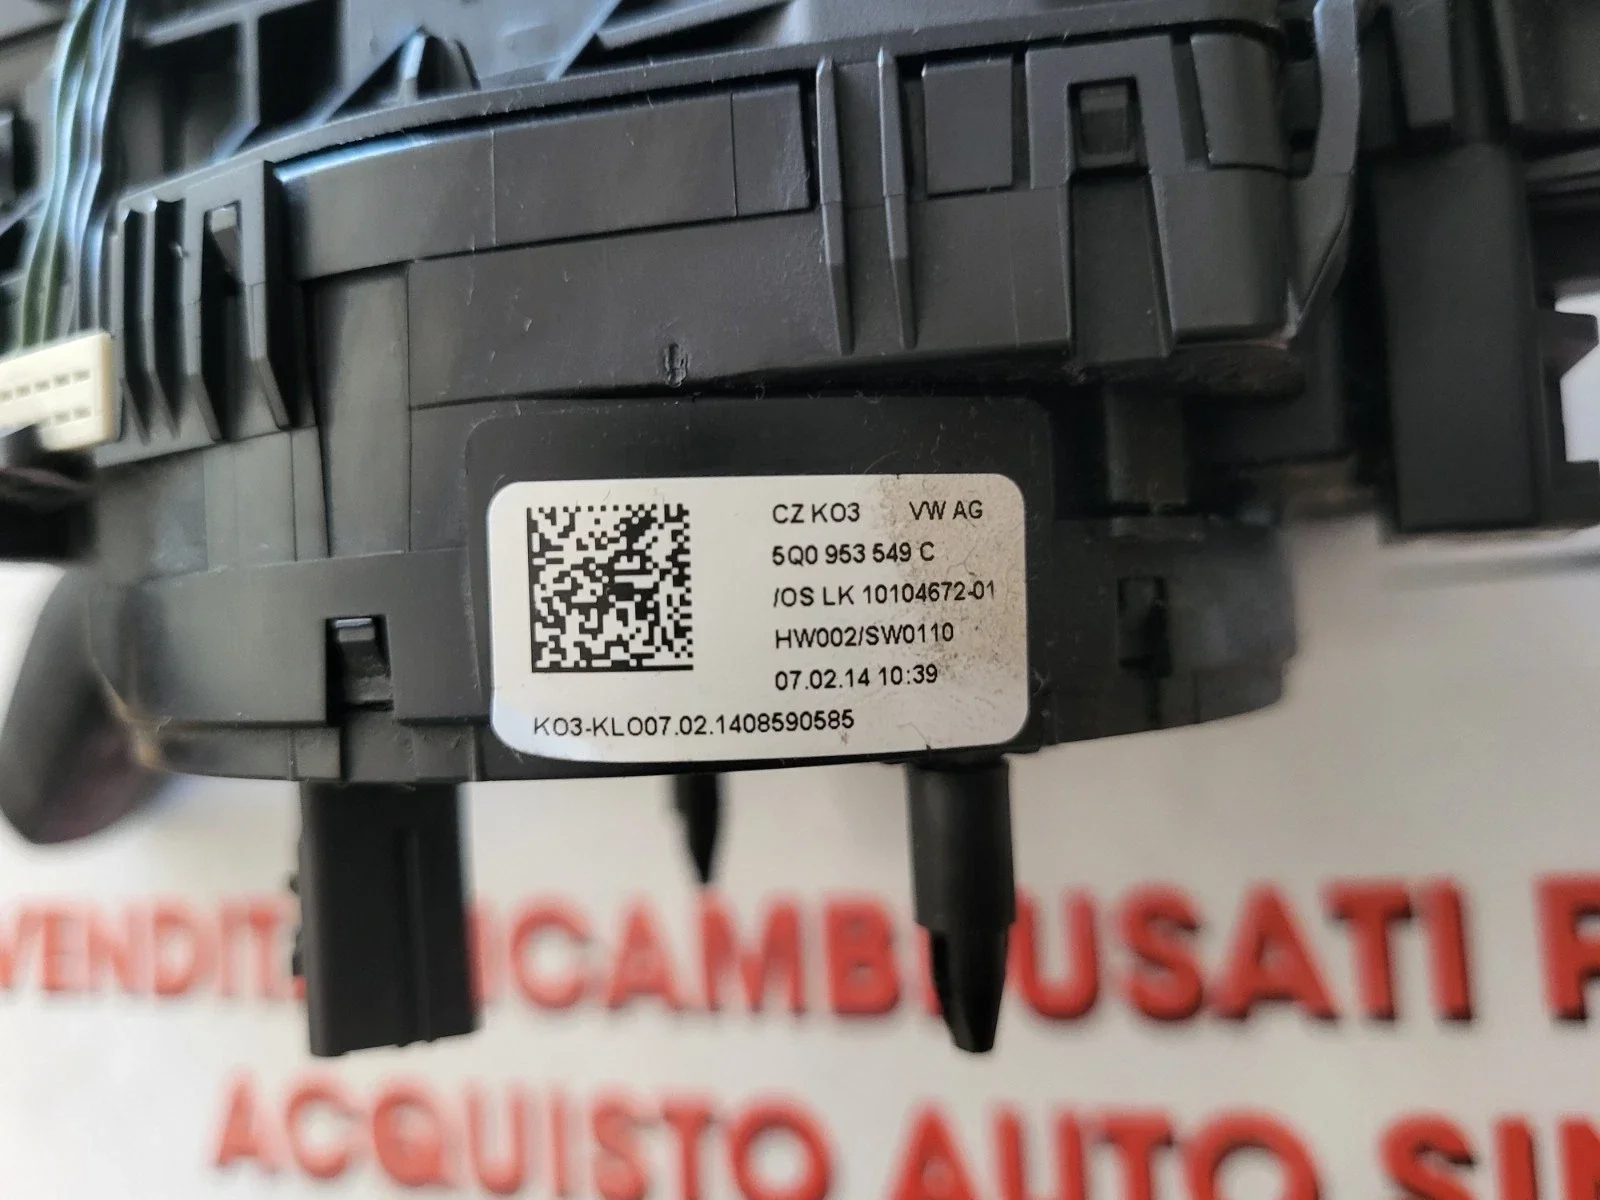 CZ KO3 VW AG
5Q0 953 549 C
/OS LK 10104672-01
HW002/SW0110
07.02.14 10:39
KO3-KLO07.02.1408590585
USATI
ACQUISTO AUTO